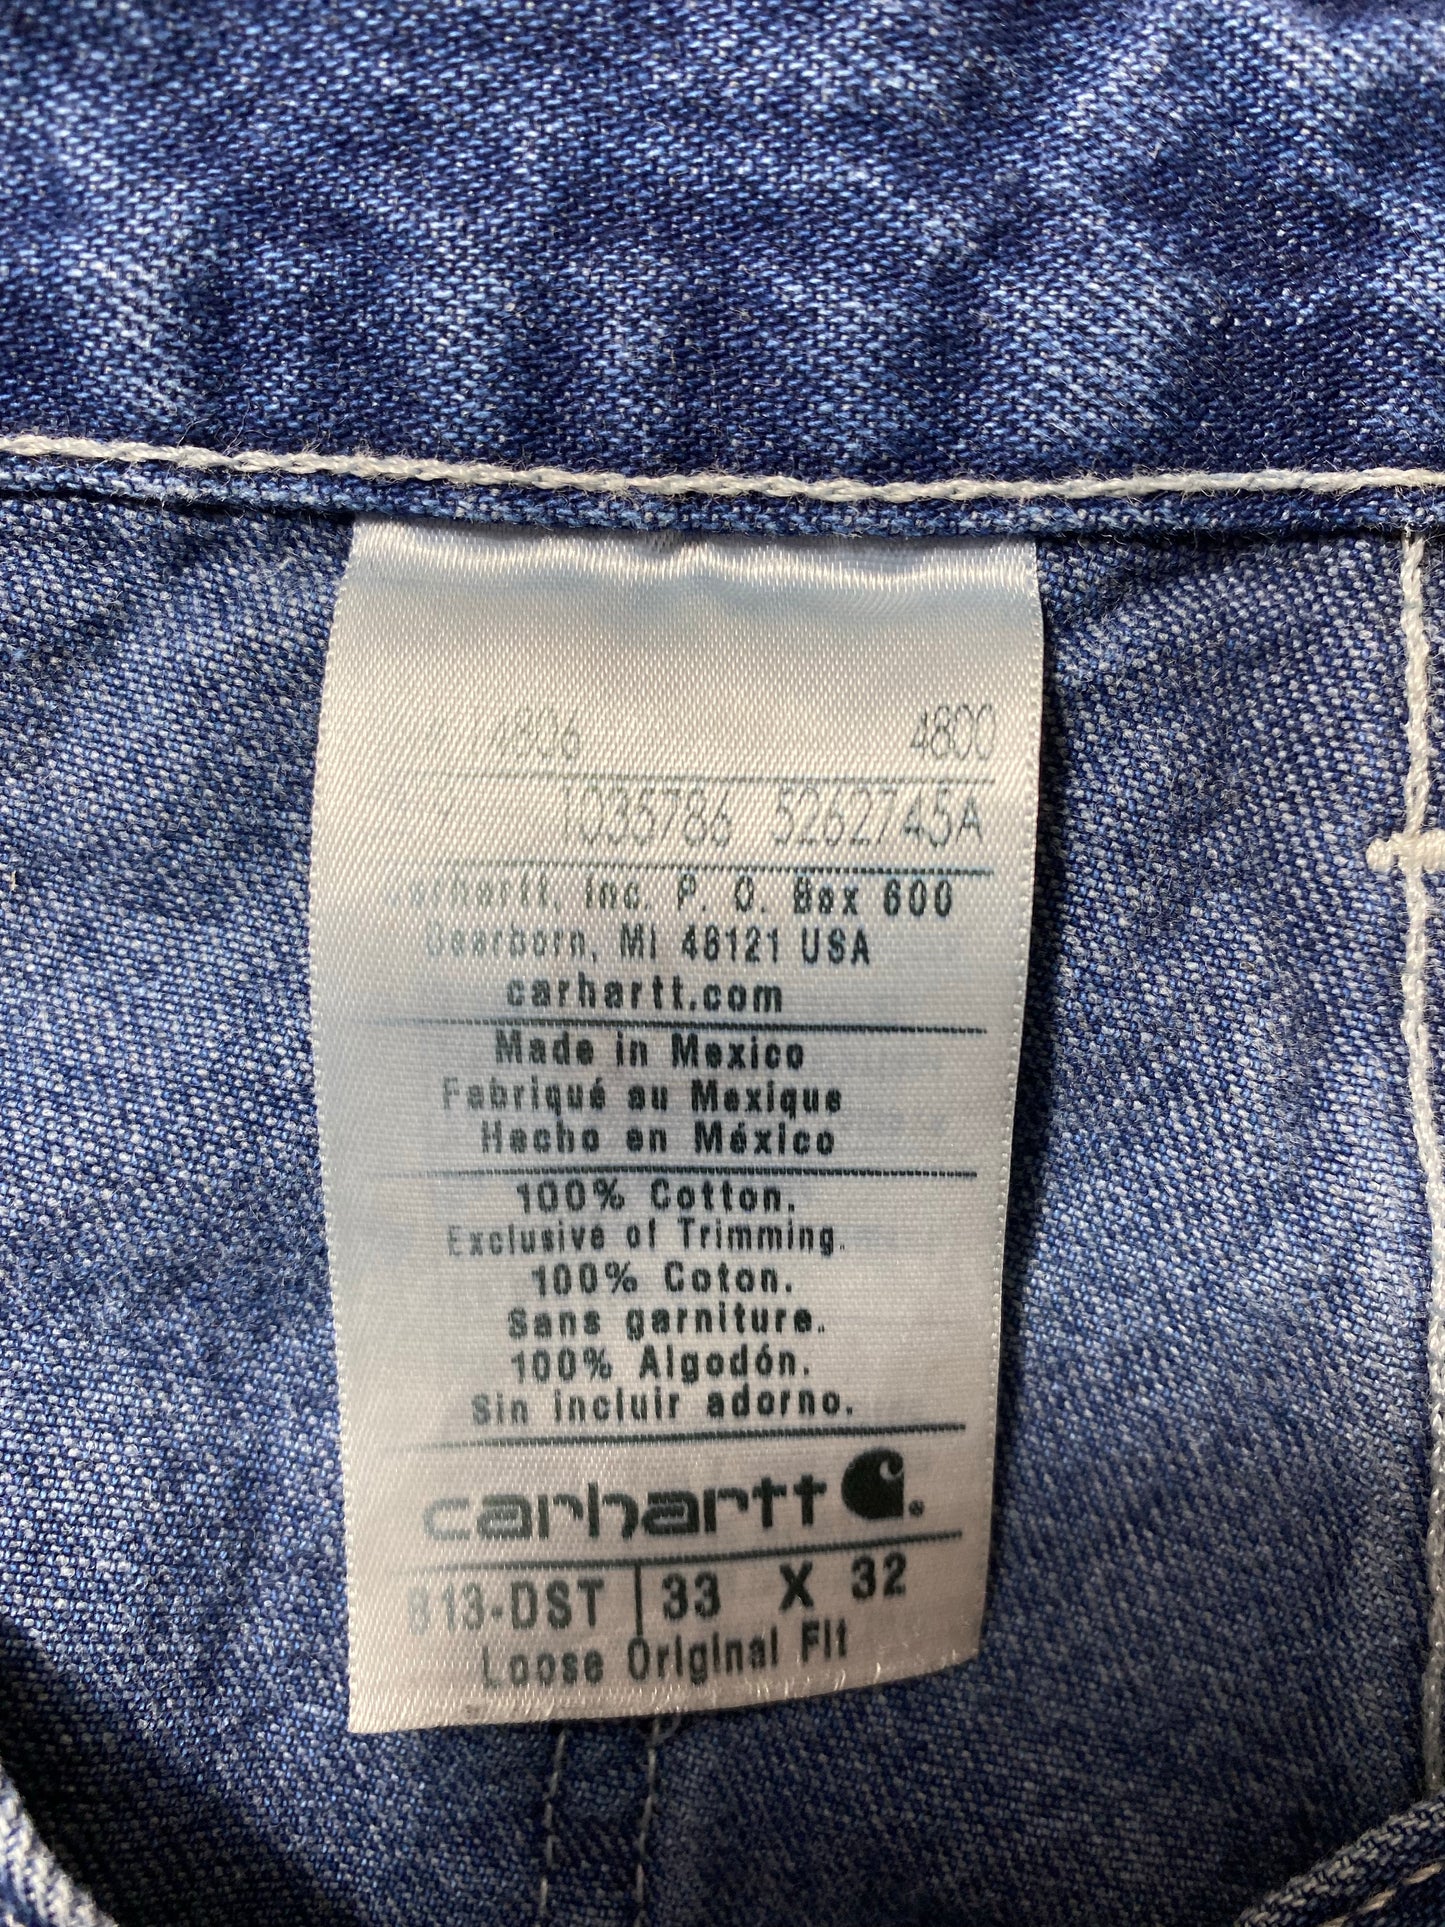 4806 4800
1035786 5262745A
Carhartt, Inc. P. O. Box 600
Dearborn, MI 48121 USA
carhartt.com
Made in Mexico
Fabriqué au Mexique
Hecho en México
100% Cotton.
Exclusive of Trimming.
100% Coton.
Sans garniture.
100% Algodón.
Sin incluir adorno.
carhartt
B13-DST 33 X 32
Loose Original Fit